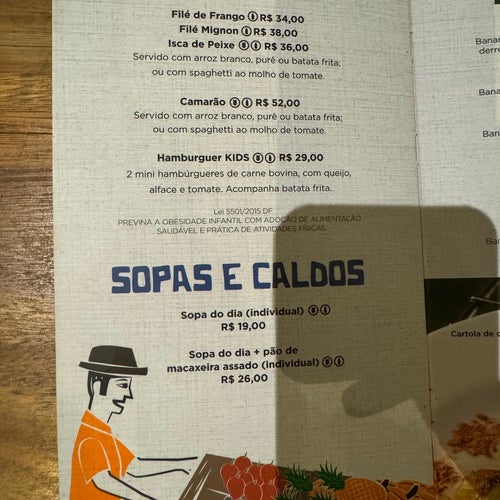 Filé de Frango R$ 34,00
Filé Mignon R$ 38,00
Isca de Peixe R$ 36,00
Servido com arroz branco, purê ou batata frita;
ou com spaghetti ao molho de tomate.
Camarão R$ 52,00
Servido com arroz branco, purê ou batata frita;
ou com spaghetti ao molho de tomate.
Hamburguer KIDS R$ 29,00
2 mini hambúrgueres de carne bovina, com queijo,
alface e tomate. Acompanha batata frita.
Lei 5501/2015 DF
PREVINA A OBESIDADE INFANTIL COM ADOÇÃO DE ALIMENTAÇÃO
SAUDÁVEL E PRÁTICA DE ATIVIDADES FÍSICAS.
SOPAS E CALDOS
Sopa do dia (individual)
R$ 19,00
Sopa do dia + pão de
macaxeira assado (individual)
R$ 26,00
Cartola de